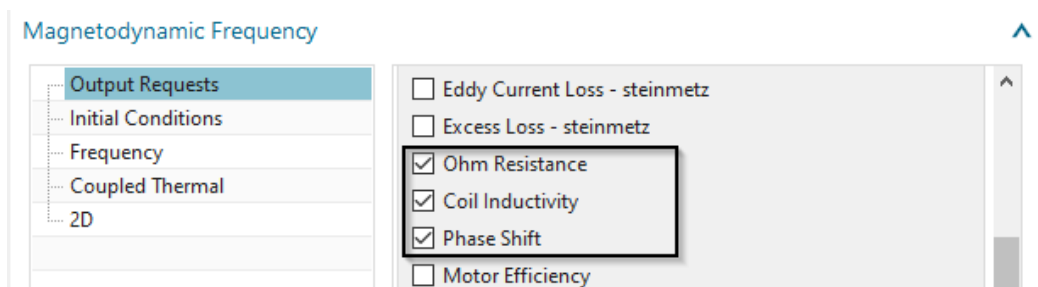 Magnetodynamic Frequency
Output Requests
Initial Conditions
Frequency
Coupled Thermal
2D
Eddy Current Loss - steinmetz
Excess Loss - steinmetz
Ohm Resistance
Coil Inductivity
Phase Shift
Motor Efficiency